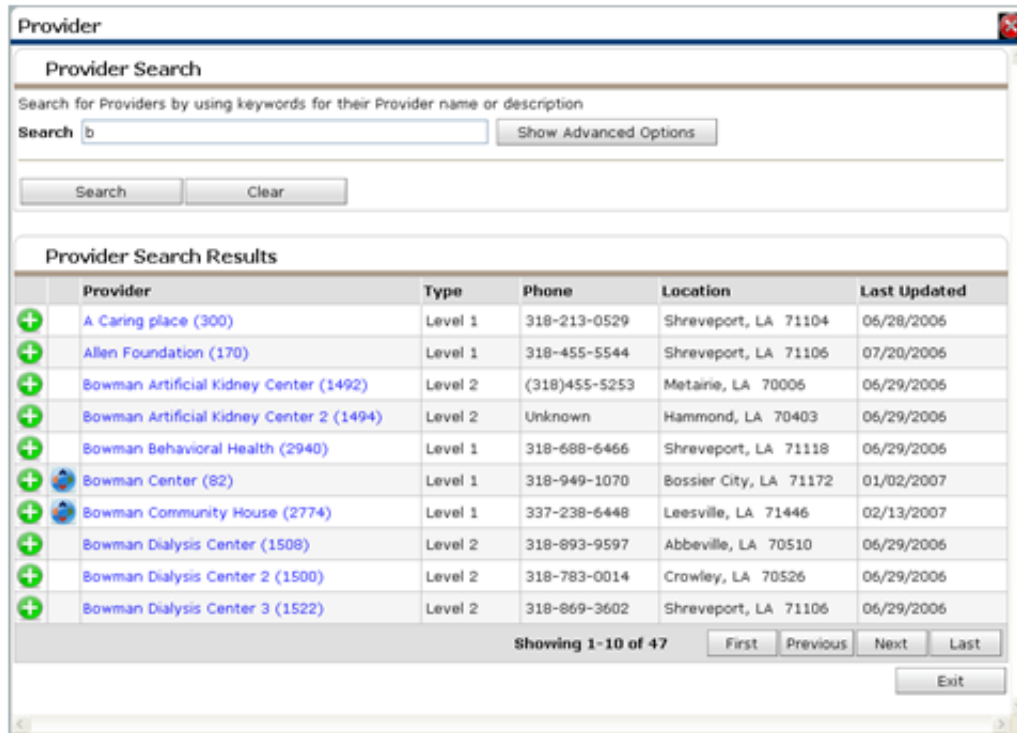 Provider
Provider Search
Search for Providers by using keywords for their Provider name or description
Search b Show Advanced Options
Search Clear
Provider Search Results
Provider Type Phone Location Last Updated
A Caring place (300) Level 1 318-213-0529 Shreveport, LA 71104 06/28/2006
Allen Foundation (170) Level 1 318-455-5544 Shreveport, LA 71106 07/20/2006
Bowman Artificial Kidney Center (1492) Level 2 (318)455-5253 Metairie, LA 70006 06/29/2006
Bowman Artificial Kidney Center 2 (1494) Level 2 Unknown Hammond, LA 70403 06/29/2006
Bowman Behavioral Health (2940) Level 1 318-688-6466 Shreveport, LA 71118 06/29/2006
Bowman Center (82) Level 1 318-949-1070 Bossier City, LA 71172 01/02/2007
Bowman Community House (2774) Level 1 337-238-6448 Leesville, LA 71446 02/13/2007
Bowman Dialysis Center (1508) Level 2 318-893-9597 Abbeville, LA 70510 06/29/2006
Bowman Dialysis Center 2 (1500) Level 2 318-783-0014 Crowley, LA 70526 06/29/2006
Bowman Dialysis Center 3 (1522) Level 2 318-869-3602 Shreveport, LA 71106 06/29/2006
Showing 1-10 of 47 First Previous Next Last
Exit